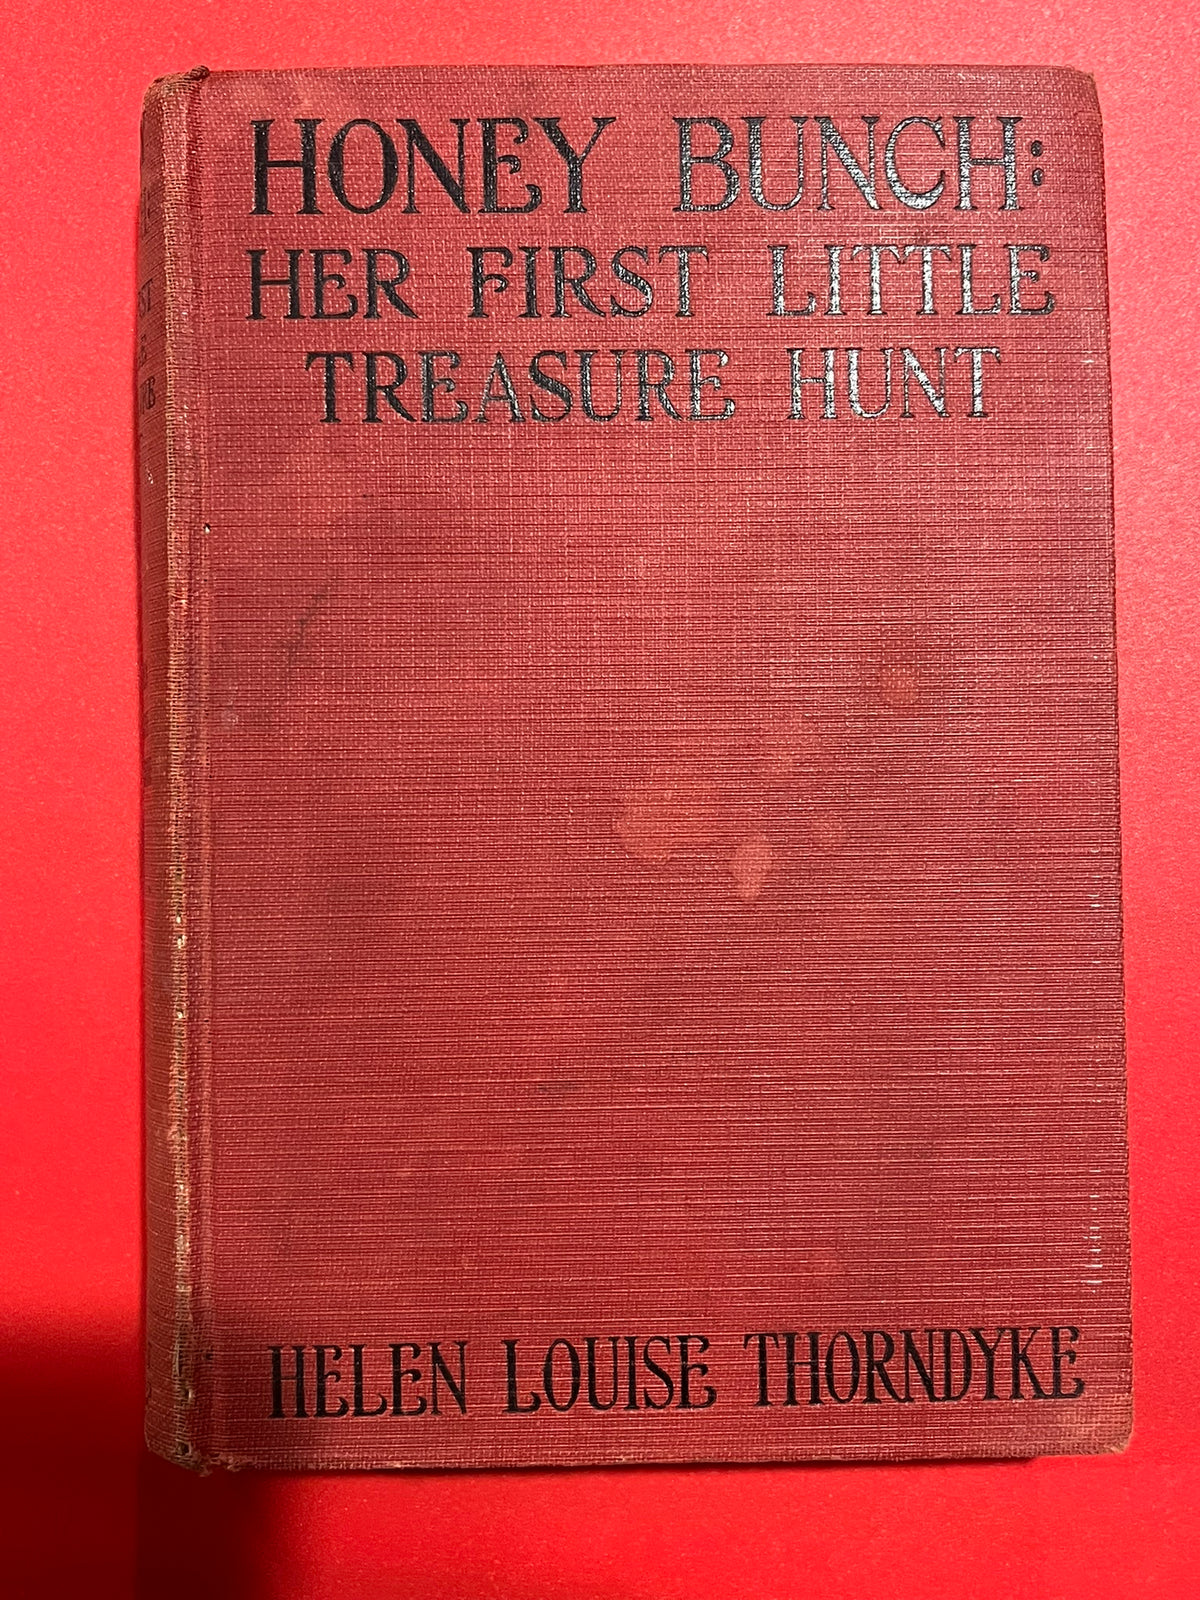 HONEY BUNCH:
HER FIRST LITTLE
TREASURE HUNT
HELEN LOUISE THORNDYKE